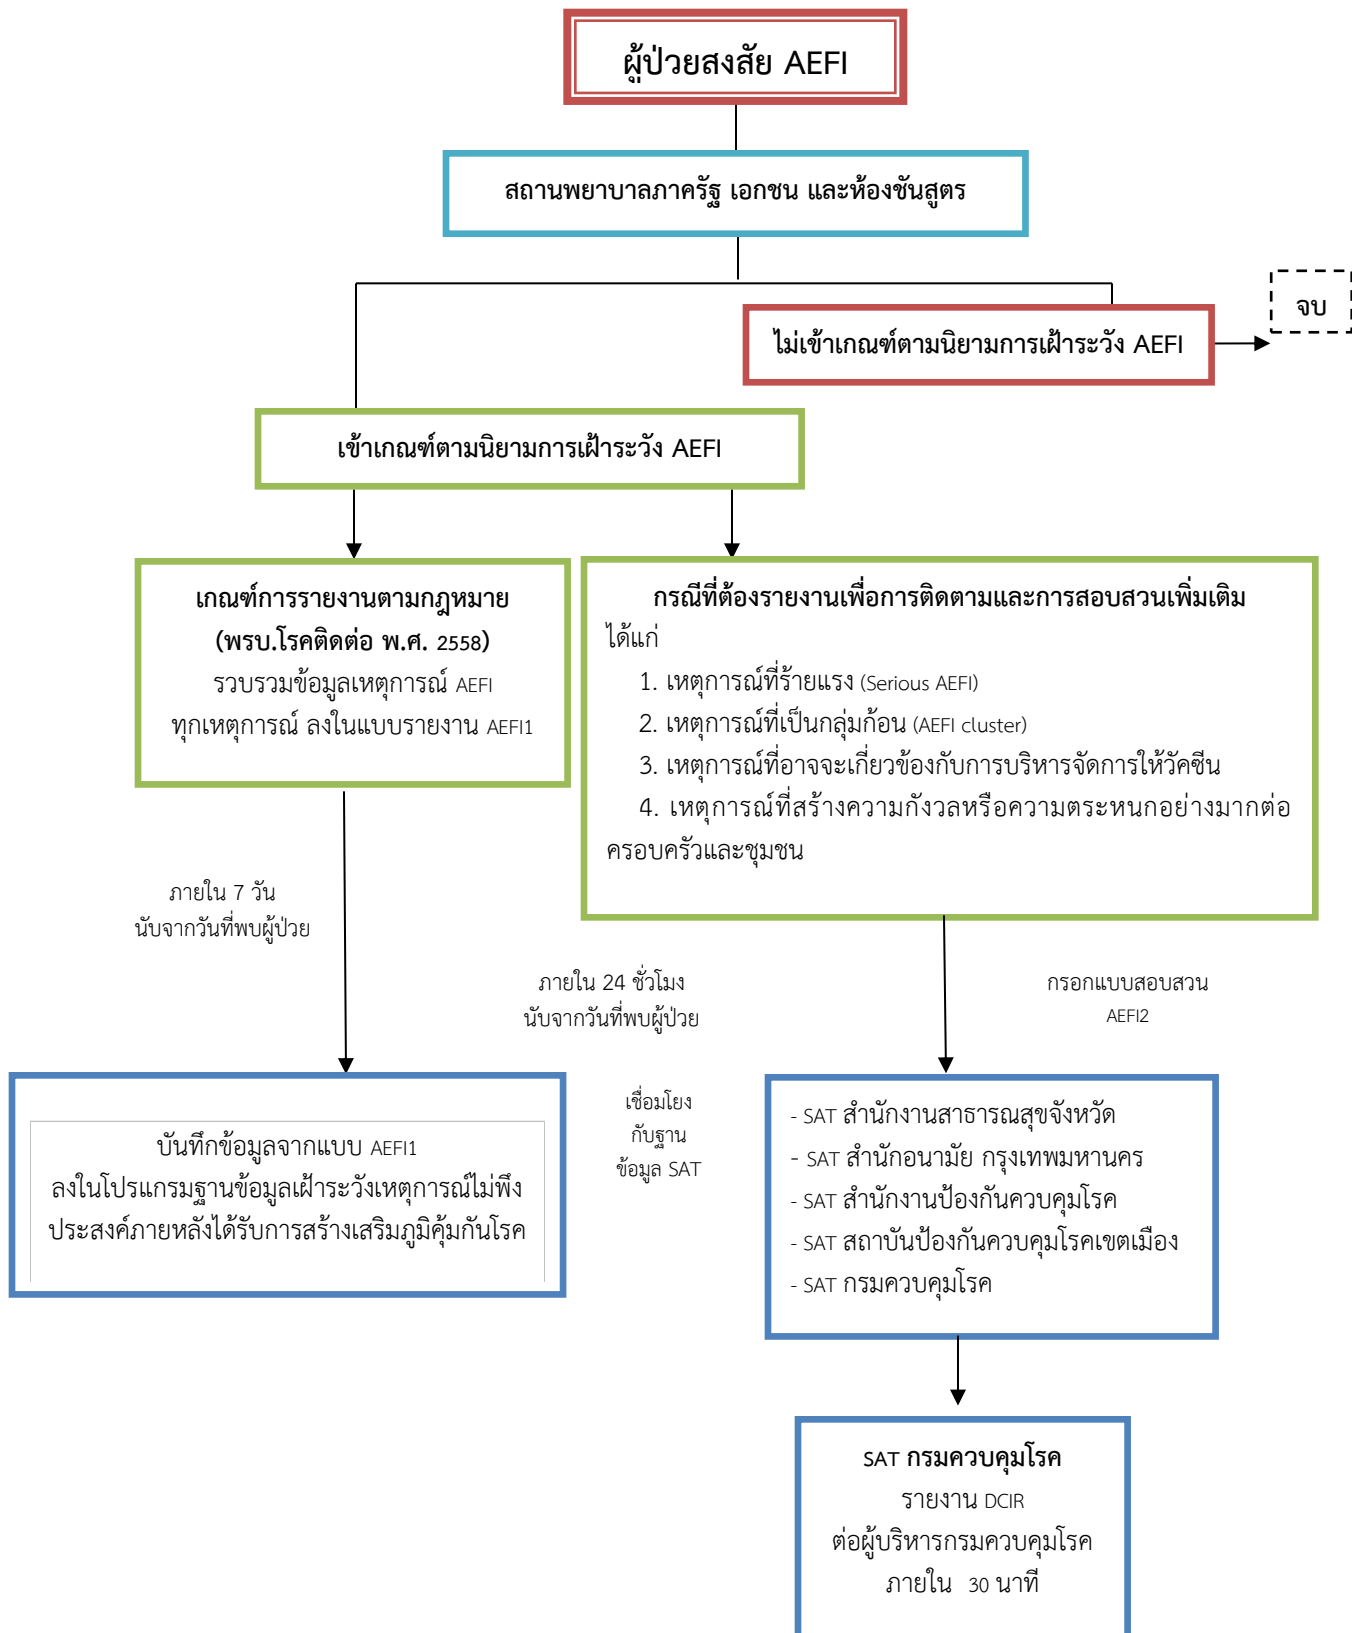 ผู้ป่วยสงสัย AEFI
สถานพยาบาลภาครัฐ เอกชน และห้องชันสูตร
จบ
ไม่เข้าเกณฑ์ตามนิยามการเฝ้าระวัง AEFI
เข้าเกณฑ์ตามนิยามการเฝ้าระวัง AEFI
เกณฑ์การรายงานตามกฎหมาย
(พรบ.โรคติดต่อ พ.ศ. 2558)
รวบรวมข้อมูลเหตุการณ์ AEFI
ทุกเหตุการณ์ ลงในแบบรายงาน AEFI1
กรณีที่ต้องรายงานเพื่อการติดตามและการสอบสวนเพิ่มเติม
ได้แก่
1. เหตุการณ์ที่ร้ายแรง (Serious AEFI)
2. เหตุการณ์ที่เป็นกลุ่มก้อน (AEFI cluster)
3. เหตุการณ์ที่อาจจะเกี่ยวข้องกับการบริหารจัดการให้วัคซีน
4. เหตุการณ์ที่สร้างความกังวลหรือความตระหนกอย่างมากต่อ
ครอบครัวและชุมชน
ภายใน 7 วัน
นับจากวันที่พบผู้ป่วย
ภายใน 24 ชั่วโมง
นับจากวันที่พบผู้ป่วย
กรอกแบบสอบสวน
AEFI2
เชื่อมโยง
กับฐาน
ข้อมูล SAT
บันทึกข้อมูลจากแบบ AEFI1
ลงในโปรแกรมฐานข้อมูลเฝ้าระวังเหตุการณ์ไม่พึง
ประสงค์ภายหลังได้รับการสร้างเสริมภูมิคุ้มกันโรค
- SAT สำนักงานสาธารณสุขจังหวัด
- SAT สำนักอนามัย กรุงเทพมหานคร
- SAT สำนักงานป้องกันควบคุมโรค
- SAT สถาบันป้องกันควบคุมโรคเขตเมือง
- SAT กรมควบคุมโรค
SAT กรมควบคุมโรค
รายงาน DCIR
ต่อผู้บริหารกรมควบคุมโรค
ภายใน 30 นาที